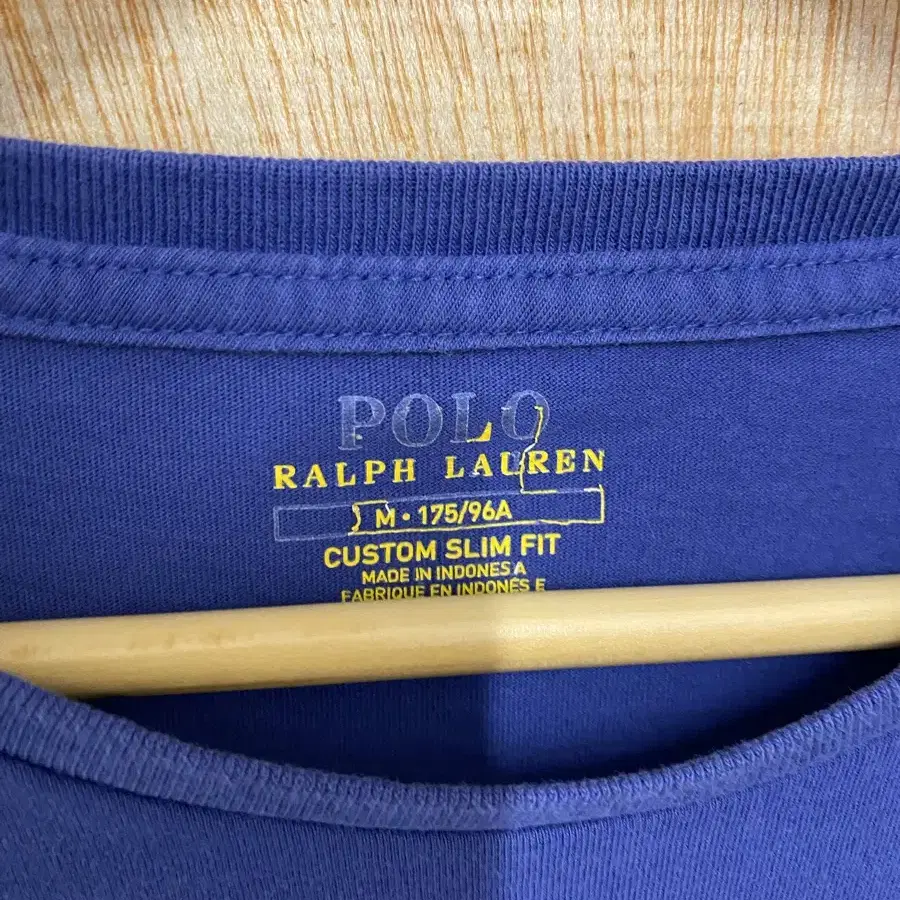 POLO
RALPH LAUREN
M • 175/96A
CUSTOM SLIM FIT
MADE IN INDONES A
FABRIQUE EN INDONÉS E